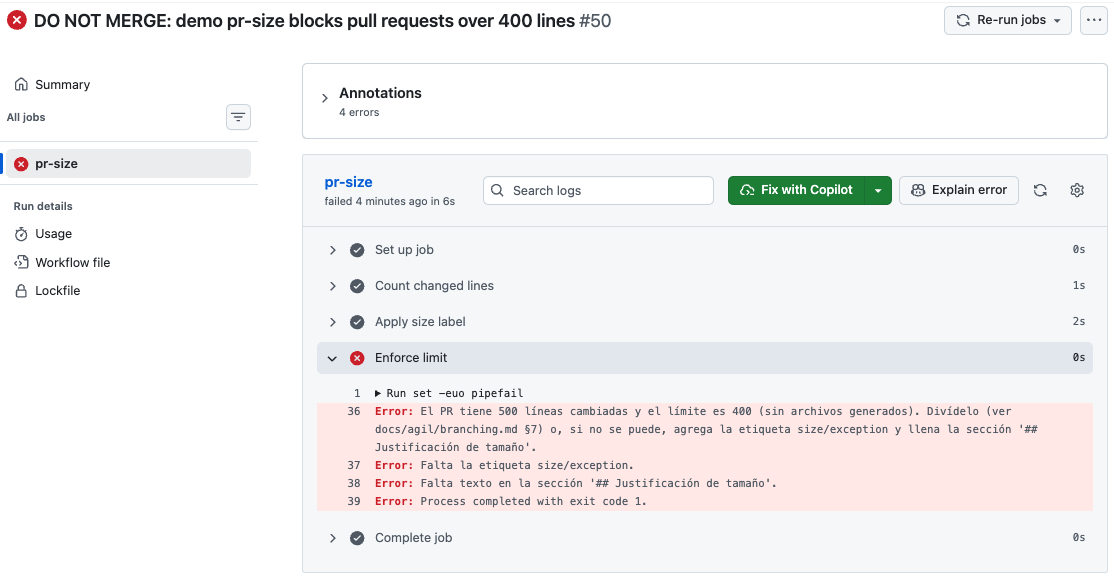 DO NOT MERGE: demo pr-size blocks pull requests over 400 lines #50
Re-run jobs
Summary
All jobs
pr-size
Run details
Usage
Workflow file
Lockfile
Annotations
4 errors
pr-size
failed 4 minutes ago in 6s
Search logs
Fix with Copilot
Explain error
Set up job 0s
Count changed lines 1s
Apply size label 2s
Enforce limit 0s
1 Run set -euo pipefail
36 Error: El PR tiene 500 líneas cambiadas y el límite es 400 (sin archivos generados). Divídelo (ver
docs/agil/branching.md §7) o, si no se puede, agrega la etiqueta size/exception y llena la sección '##
Justificación de tamaño'.
37 Error: Falta la etiqueta size/exception.
38 Error: Falta texto en la sección '## Justificación de tamaño'.
39 Error: Process completed with exit code 1.
Complete job 0s